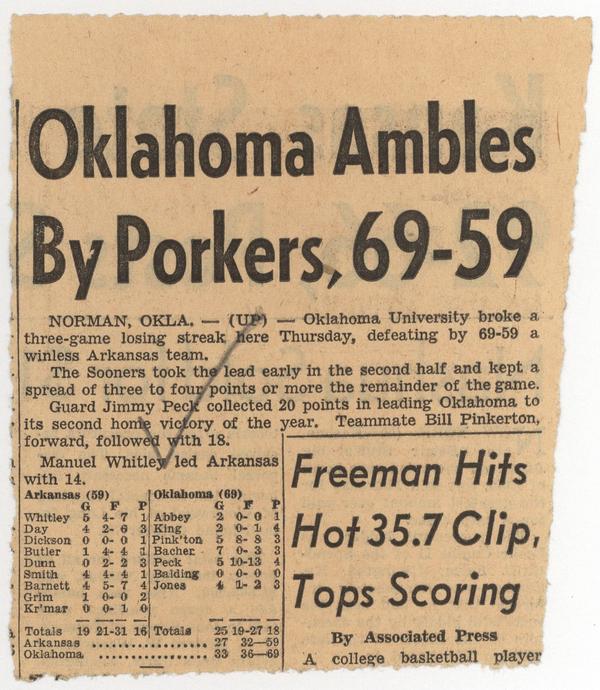 Oklahoma Ambles
By Porkers, 69-59
NORMAN, OKLA. — (UP) — Oklahoma University broke a
three-game losing streak here Thursday, defeating by 69-59 a
winless Arkansas team.
The Sooners took the lead early in the second half and kept a
spread of three to four points or more the remainder of the game.
Guard Jimmy Peck collected 20 points in leading Oklahoma to
its second home victory of the year. Teammate Bill Pinkerton,
forward, followed with 18.
Manuel Whitley led Arkansas
with 14.
Arkansas (59)
G F P
Whitley 5 4- 7 1
Day 4 2- 6 3
Dickson 0 0- 0 1
Butler 1 4- 4 1
Dunn 0 2- 2 3
Smith 4 4- 4 1
Barnett 4 5- 7 4
Grim 1 0- 0 2
Kr'mar 0 0- 1 0
Totals 19 21-31 16
Oklahoma (69)
G F P
Abbey 2 0- 0 1
King 2 0- 1 4
Pink'ton 5 8- 8 3
Bacher 7 0- 3 3
Peck 5 10-13 4
Balding 0 0- 0 0
Jones 4 1- 2 3
Totals 25 19-27 18
Arkansas 27 32—59
Oklahoma 33 36—69
Freeman Hits
Hot 35.7 Clip,
Tops Scoring
By Associated Press
A college basketball player